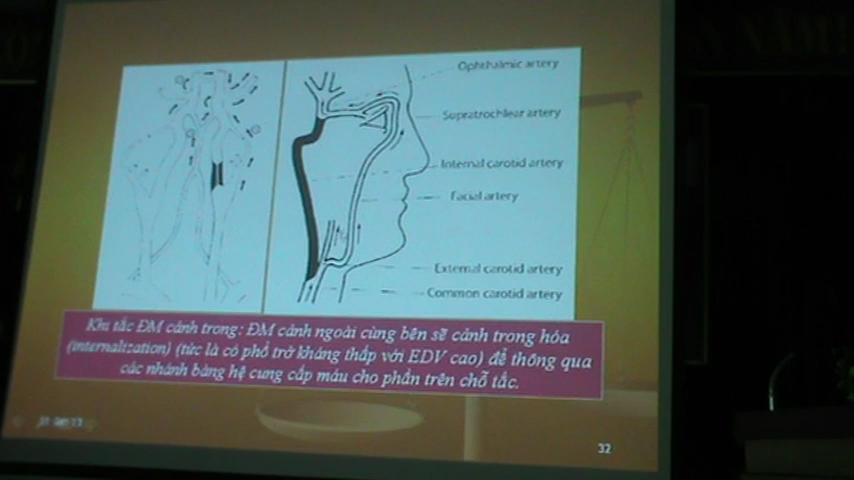 Ophthalmic artery
Supratrochlear artery
Internal carotid artery
Facial artery
External carotid artery
Common carotid artery
Khi tắc ĐM cảnh trong: ĐM cảnh ngoài cùng bên sẽ cảnh trong hóa
(internalization) (tức là có phổ trở kháng thấp với EDV cao) để thông qua
các nhánh bàng hệ cung cấp máu cho phần trên chỗ tắc.
32